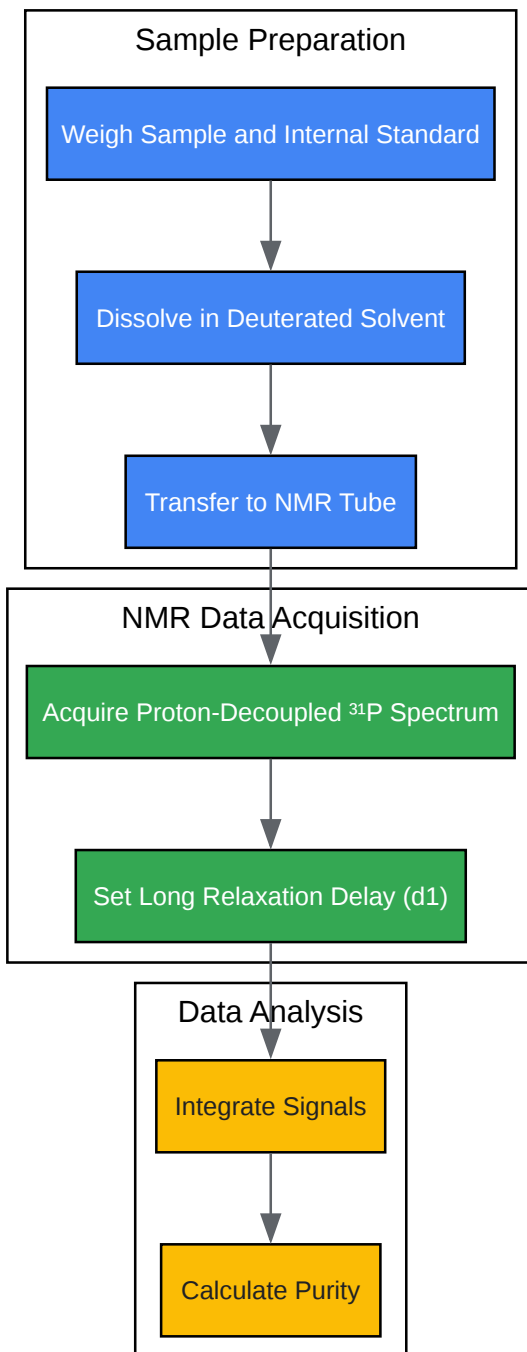 Sample Preparation
Weigh Sample and Internal Standard
Dissolve in Deuterated Solvent
Transfer to NMR Tube
NMR Data Acquisition
Acquire Proton-Decoupled ³¹P Spectrum
Set Long Relaxation Delay (d1)
Data Analysis
Integrate Signals
Calculate Purity